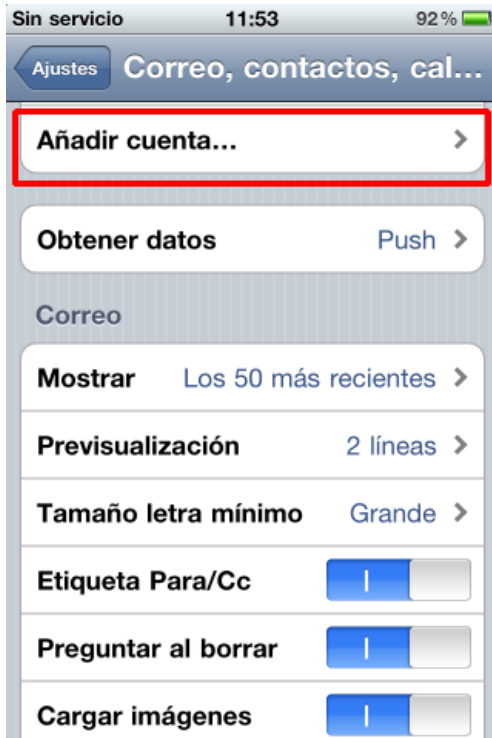 Sin servicio 11:53 92 %
Ajustes Correo, contactos, cal...
Añadir cuenta...
Obtener datos Push
Correo
Mostrar Los 50 más recientes
Previsualización 2 líneas
Tamaño letra mínimo Grande
Etiqueta Para/Cc
Preguntar al borrar
Cargar imágenes